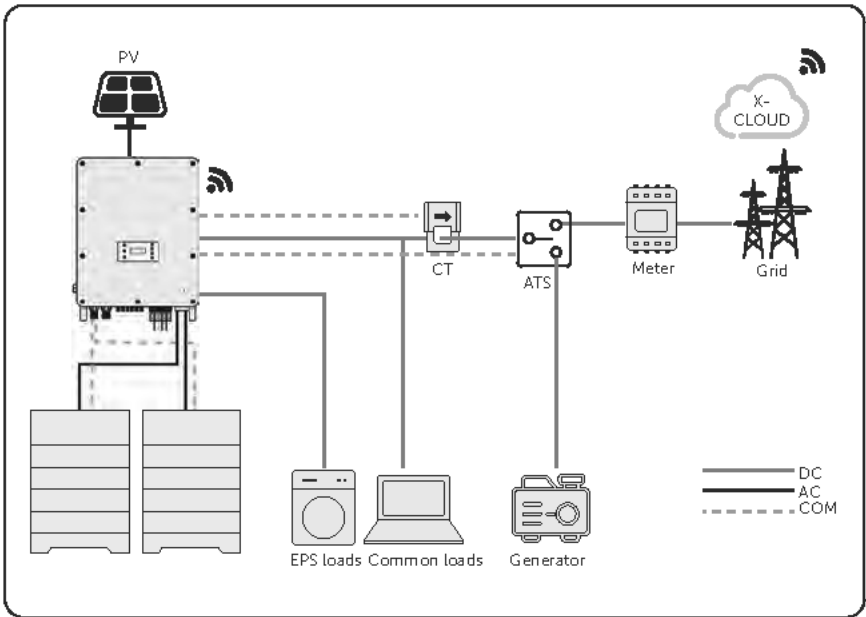 PV
X-
CLOUD
CT
ATS
Meter
Grid
DC
AC
COM
EPS loads
Common loads
Generator